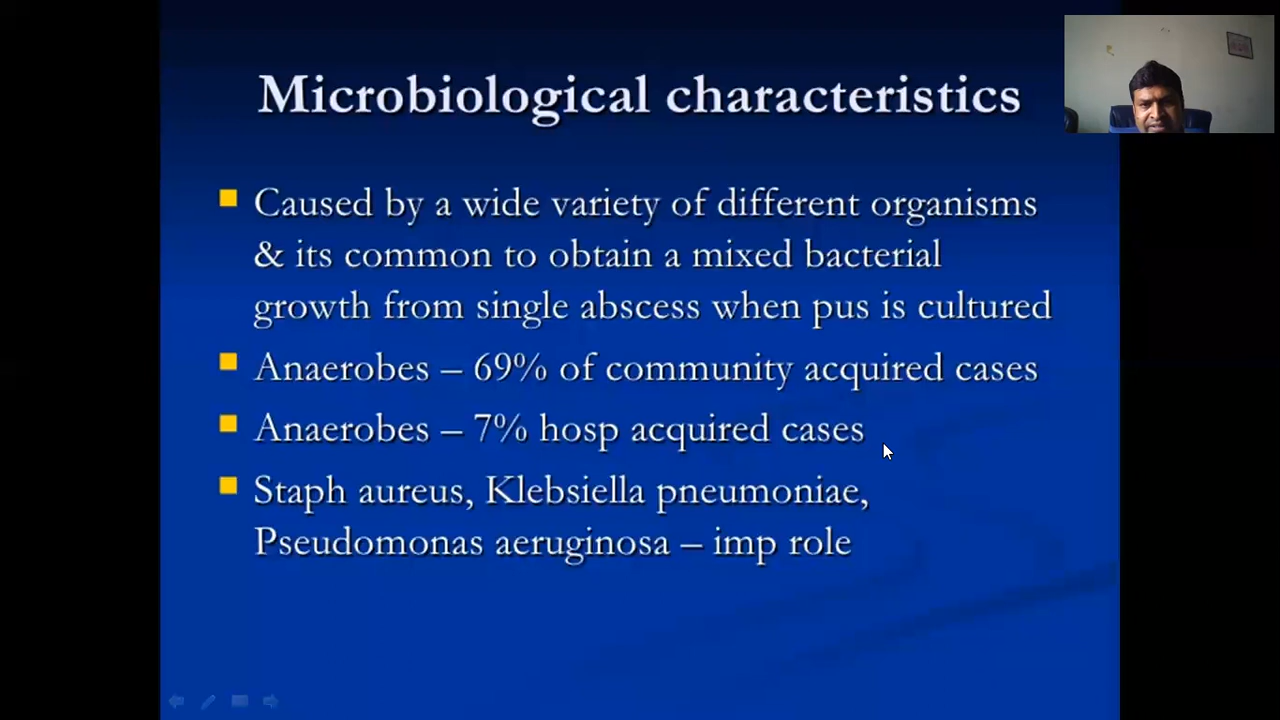 Microbiological characteristics
Caused by a wide variety of different organisms
& its common to obtain a mixed bacterial
growth from single abscess when pus is cultured
Anaerobes – 69% of community acquired cases
Anaerobes – 7% hosp acquired cases
Staph aureus, Klebsiella pneumoniae,
Pseudomonas aeruginosa – imp role